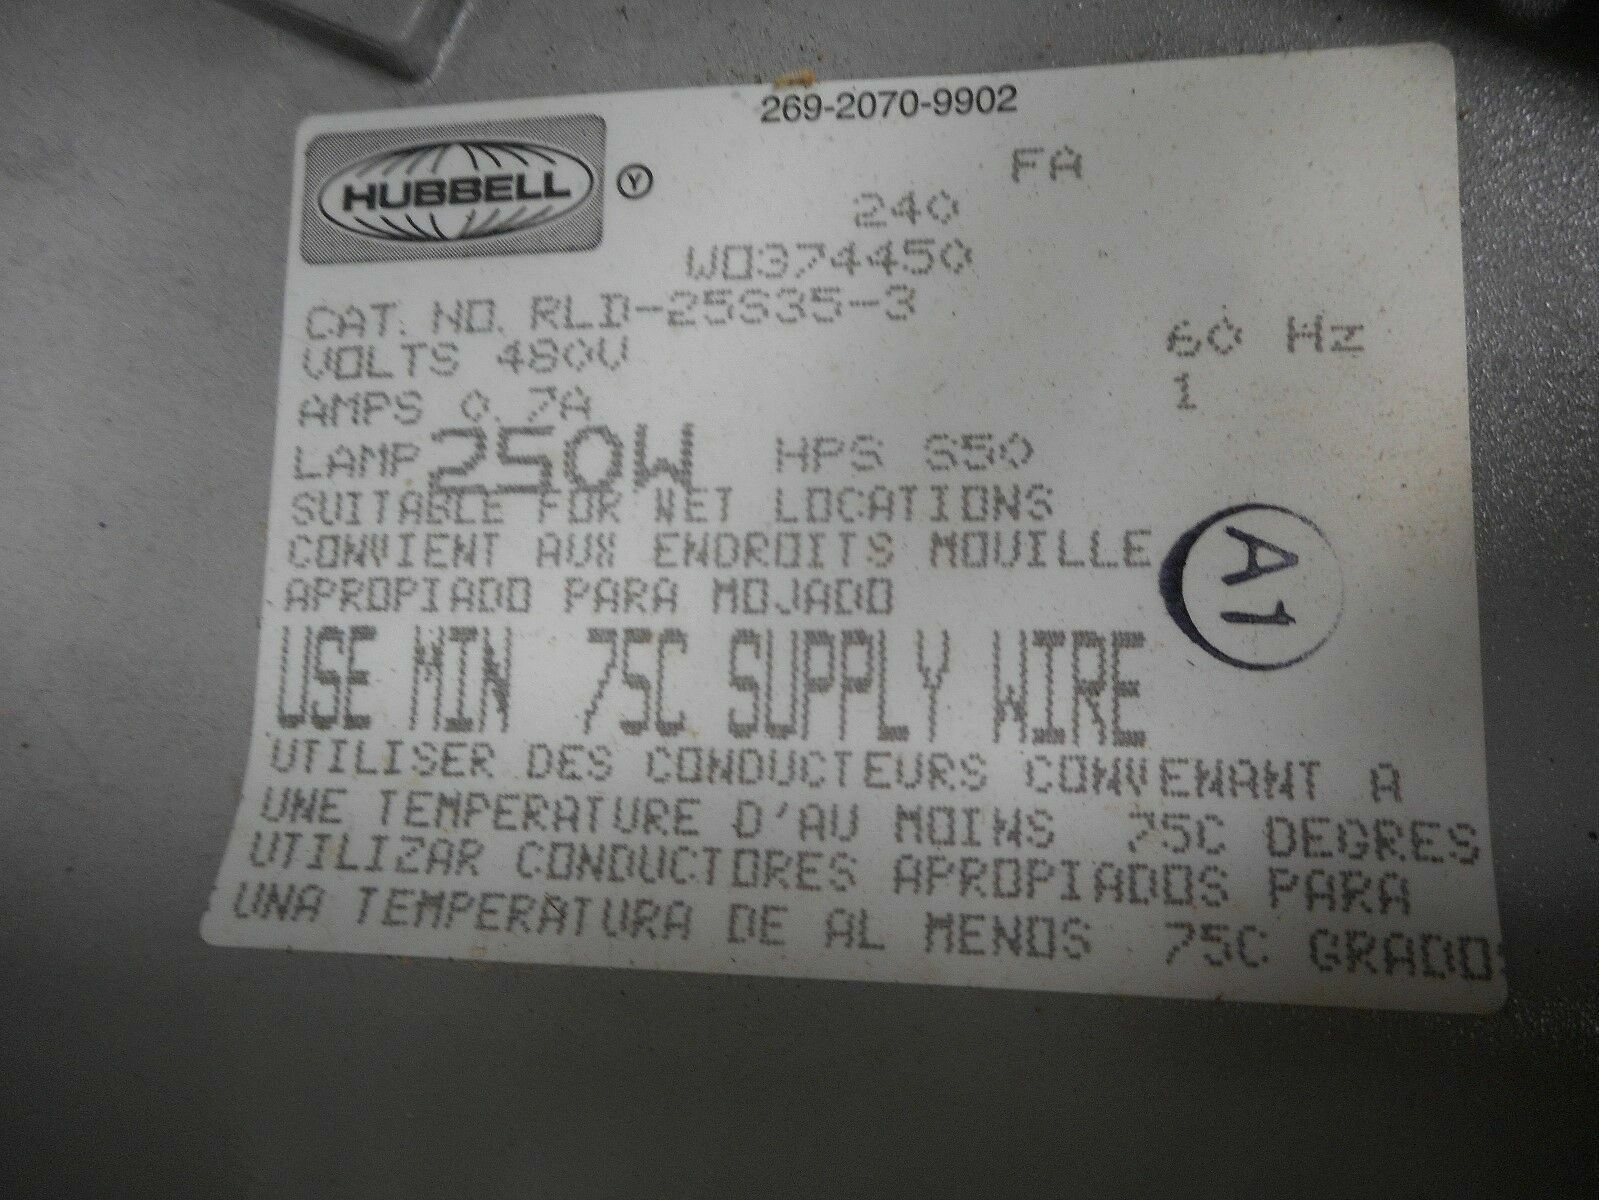 269-2070-9902
HUBBELL
Y
FA
240
W0374450
CAT. NO. RLD-25S35-3
VOLTS 480V 60 Hz
AMPS 0.7A 1
LAMP 250W HPS S50
SUITABLE FOR WET LOCATIONS
CONVIENT AUX ENDROITS MOUILLE
APROPIADO PARA MOJADO
A1
USE MIN 75C SUPPLY WIRE
UTILISER DES CONDUCTEURS CONVENANT A
UNE TEMPERATURE D'AU MOINS 75C DEGRES
UTILIZAR CONDUCTORES APROPIADOS PARA
UNA TEMPERATURA DE AL MENOS 75C GRADOS